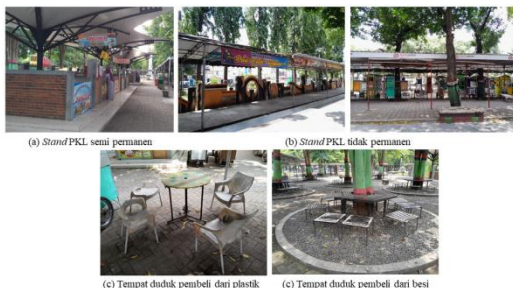 (a) Stand PKL semi permanen
(b) Stand PKL tidak permanen
(c) Tempat duduk pembeli dari plastik
(c) Tempat duduk pembeli dari besi